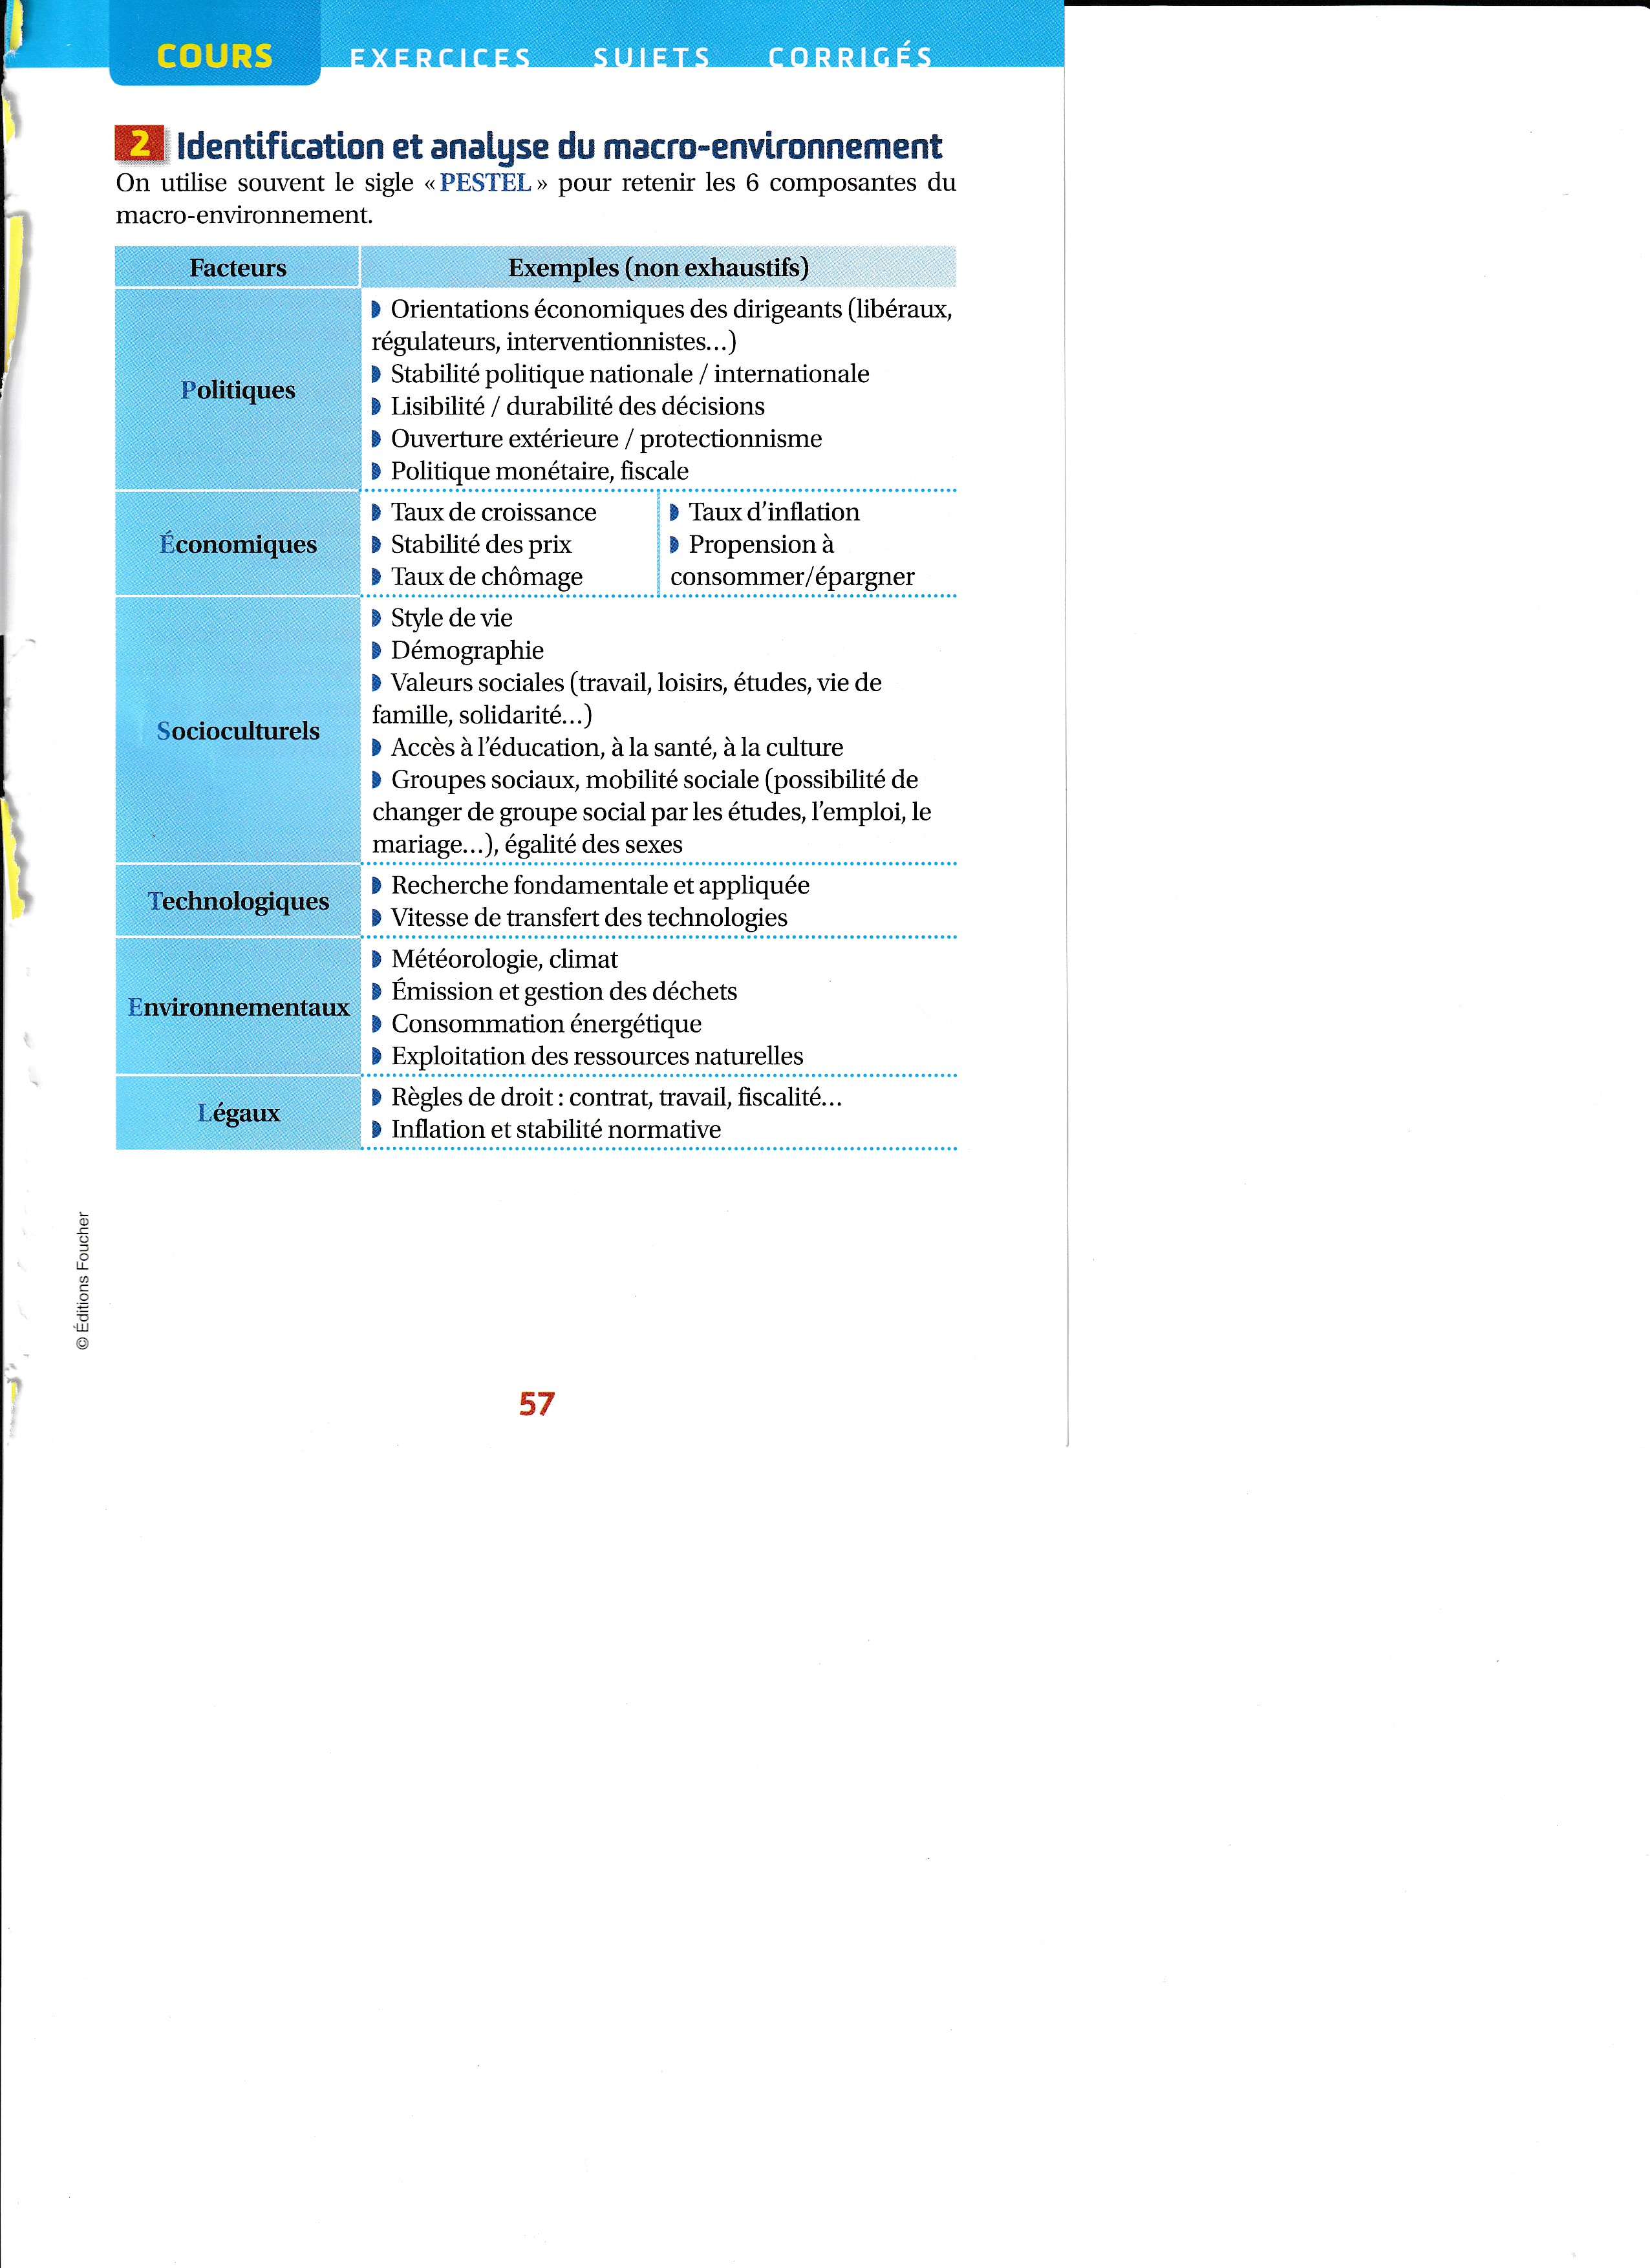 COURS EXERCICES SUJETS CORRIGÉS
2 Identification et analyse du macro-environnement
On utilise souvent le sigle « PESTEL » pour retenir les 6 composantes du
macro-environnement.
Facteurs Exemples (non exhaustifs)
Politiques
◗ Orientations économiques des dirigeants (libéraux,
régulateurs, interventionnistes…)
◗ Stabilité politique nationale / internationale
◗ Lisibilité / durabilité des décisions
◗ Ouverture extérieure / protectionnisme
◗ Politique monétaire, fiscale
Économiques
◗ Taux de croissance
◗ Stabilité des prix
◗ Taux de chômage
◗ Taux d’inflation
◗ Propension à
consommer/épargner
Socioculturels
◗ Style de vie
◗ Démographie
◗ Valeurs sociales (travail, loisirs, études, vie de
famille, solidarité…)
◗ Accès à l’éducation, à la santé, à la culture
◗ Groupes sociaux, mobilité sociale (possibilité de
changer de groupe social par les études, l’emploi, le
mariage…), égalité des sexes
Technologiques
◗ Recherche fondamentale et appliquée
◗ Vitesse de transfert des technologies
Environnementaux
◗ Météorologie, climat
◗ Émission et gestion des déchets
◗ Consommation énergétique
◗ Exploitation des ressources naturelles
Légaux
◗ Règles de droit : contrat, travail, fiscalité…
◗ Inflation et stabilité normative
© Éditions Foucher
57